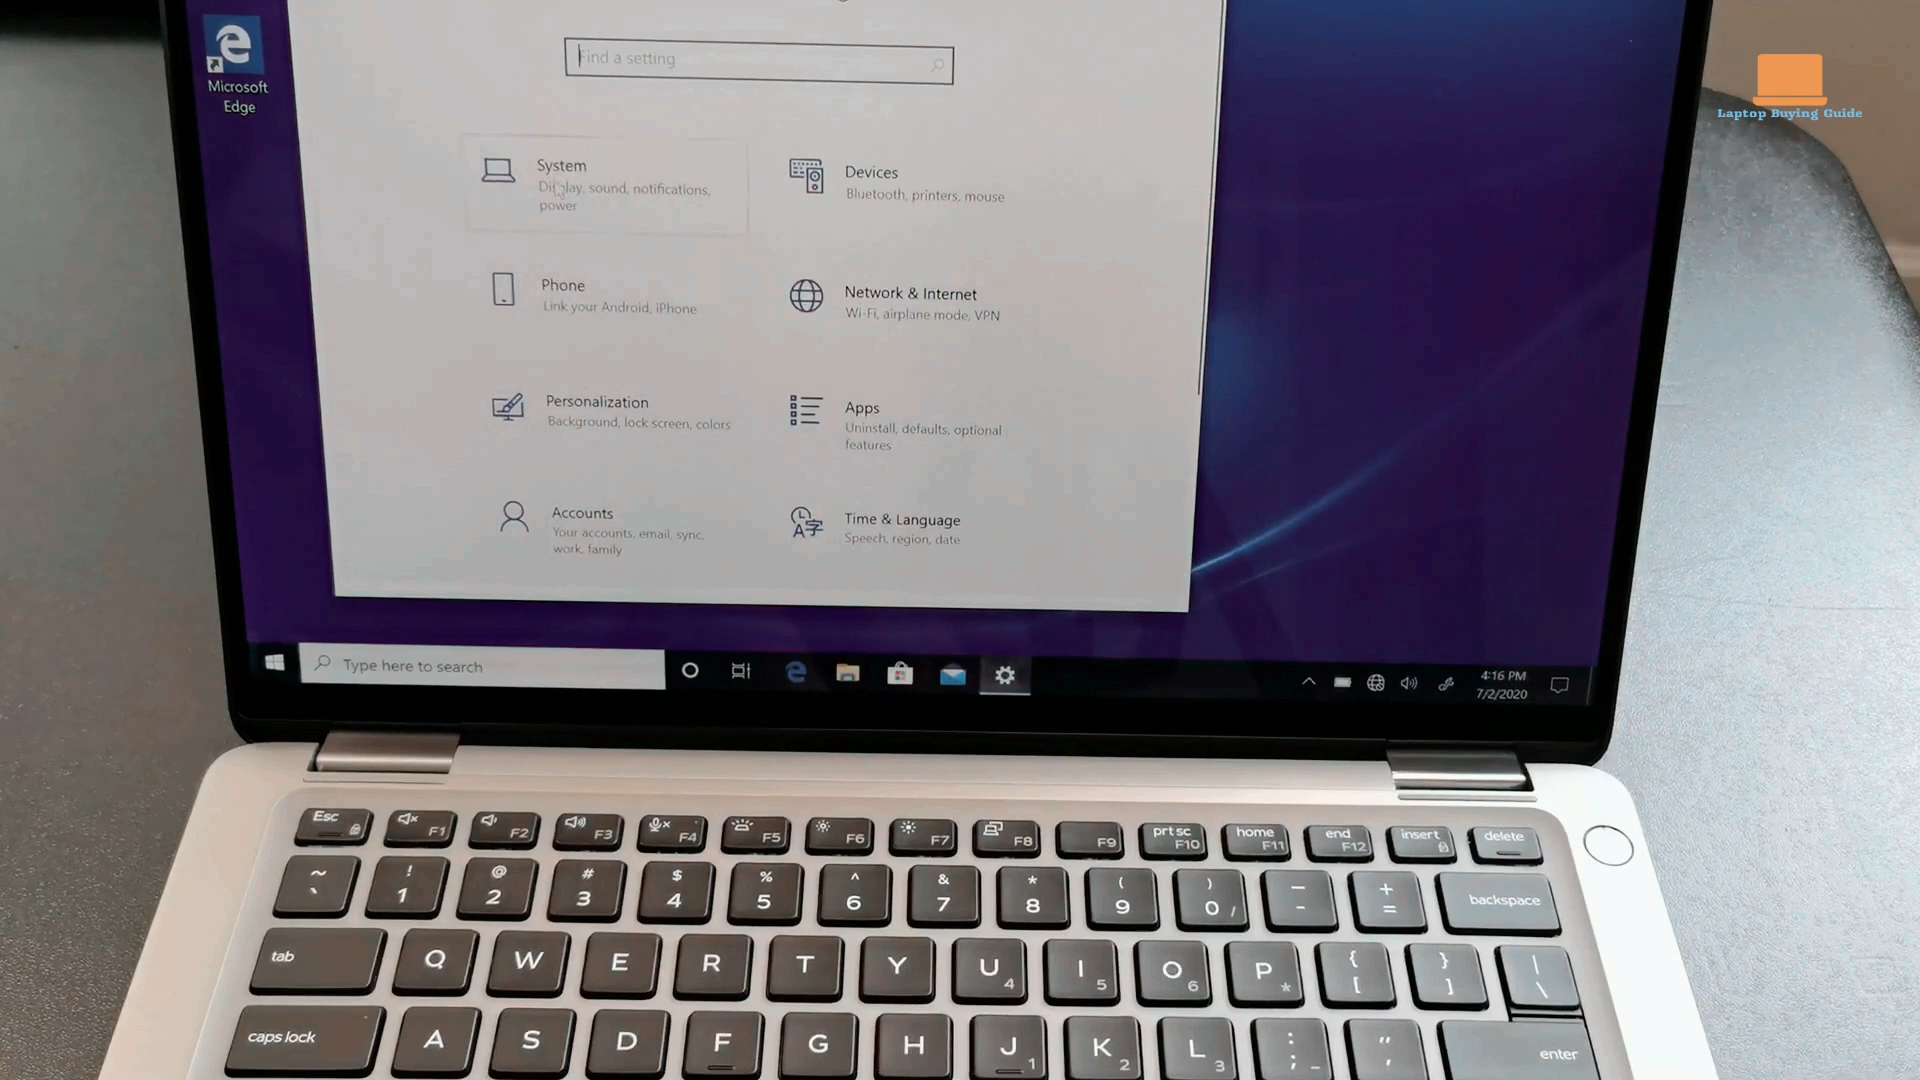 Microsoft
Edge
Find a setting
System
Display, sound, notifications,
power
Devices
Bluetooth, printers, mouse
Phone
Link your Android, iPhone
Network & Internet
Wi-Fi, airplane mode, VPN
Personalization
Background, lock screen, colors
Apps
Uninstall, defaults, optional
features
Accounts
Your accounts, email, sync,
work, family
Time & Language
Speech, region, date
Laptop Buying Guide
Type here to search
4:16 PM
7/2/2020
Esc F1 F2 F3 F4 F5 F6 F7 F8 F9 prt sc F10 home F11 end F12 insert delete
~ ` ! 1 @ 2 # 3 $ 4 % 5 ^ 6 & 7 * 8 ( 9 ) 0 / _ - + = backspace
tab Q W E R T Y U 4 I 5 O 6 P * { [ } ] | \
caps lock A S D F G H J 1 K 2 L 3 : ; - " enter